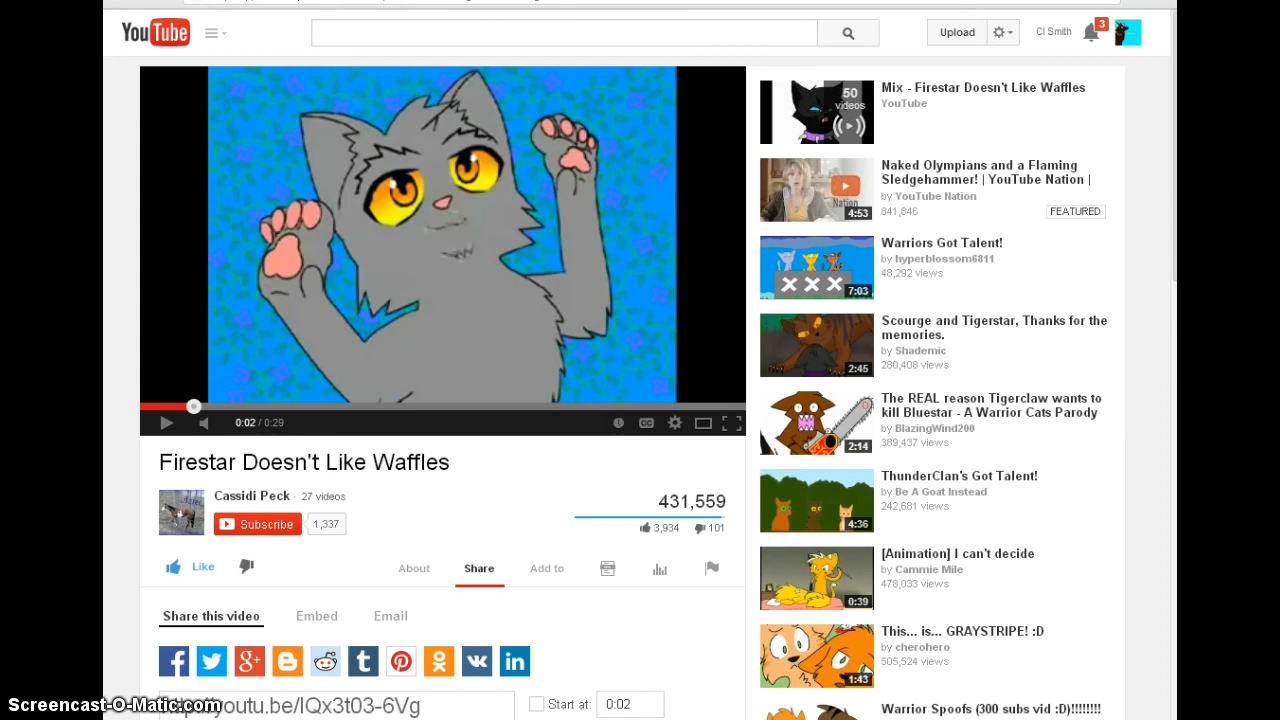 YouTube
Upload
Cl Smith
3
50
videos
Mix - Firestar Doesn't Like Waffles
YouTube
Naked Olympians and a Flaming
Sledgehammer! | YouTube Nation |
by YouTube Nation
841,846
FEATURED
Nation
4:53
Warriors Got Talent!
by hyperblossom6811
48,292 views
7:03
Scourge and Tigerstar, Thanks for the
memories.
by Shademic
280,408 views
2:45
The REAL reason Tigerclaw wants to
kill Bluestar - A Warrior Cats Parody
by BlazingWind200
389,437 views
2:14
0:02 / 0:29
CC
Firestar Doesn't Like Waffles
Cassidi Peck · 27 videos
Subscribe
1,337
431,559
3,934
101
ThunderClan's Got Talent!
by Be A Goat Instead
242,681 views
4:36
Like
About
Share
Add to
[Animation] I can't decide
by Cammie Mile
478,033 views
0:39
Share this video
Embed
Email
This... is... GRAYSTRIPE! :D
by cherohero
505,524 views
1:43
Screencast-O-Matic.com
youtu.be/IQx3t03-6Vg
Start at:
0:02
Warrior Spoofs (300 subs vid :D)!!!!!!!!